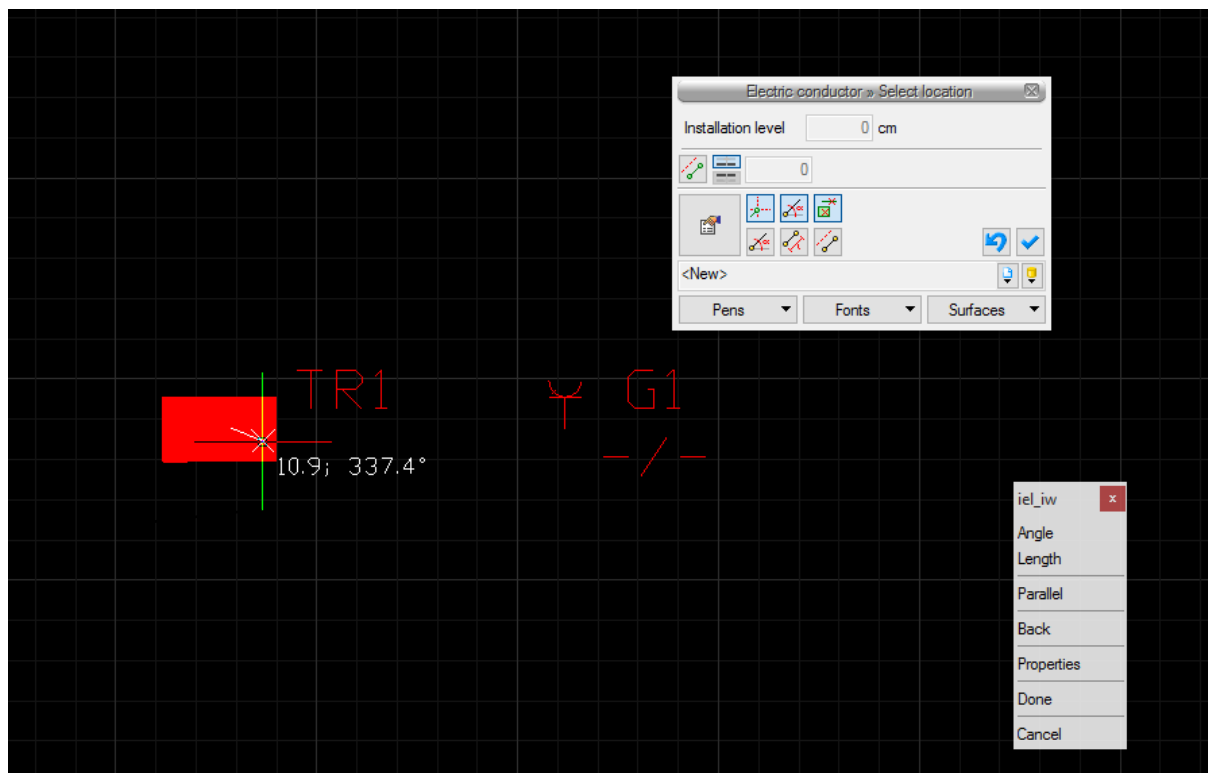 Electric conductor » Select location
Installation level 0 cm
0
<New>
Pens Fonts Surfaces
TR1 G1
10.9; 337.4° -/-
iel_iw x
Angle
Length
Parallel
Back
Properties
Done
Cancel